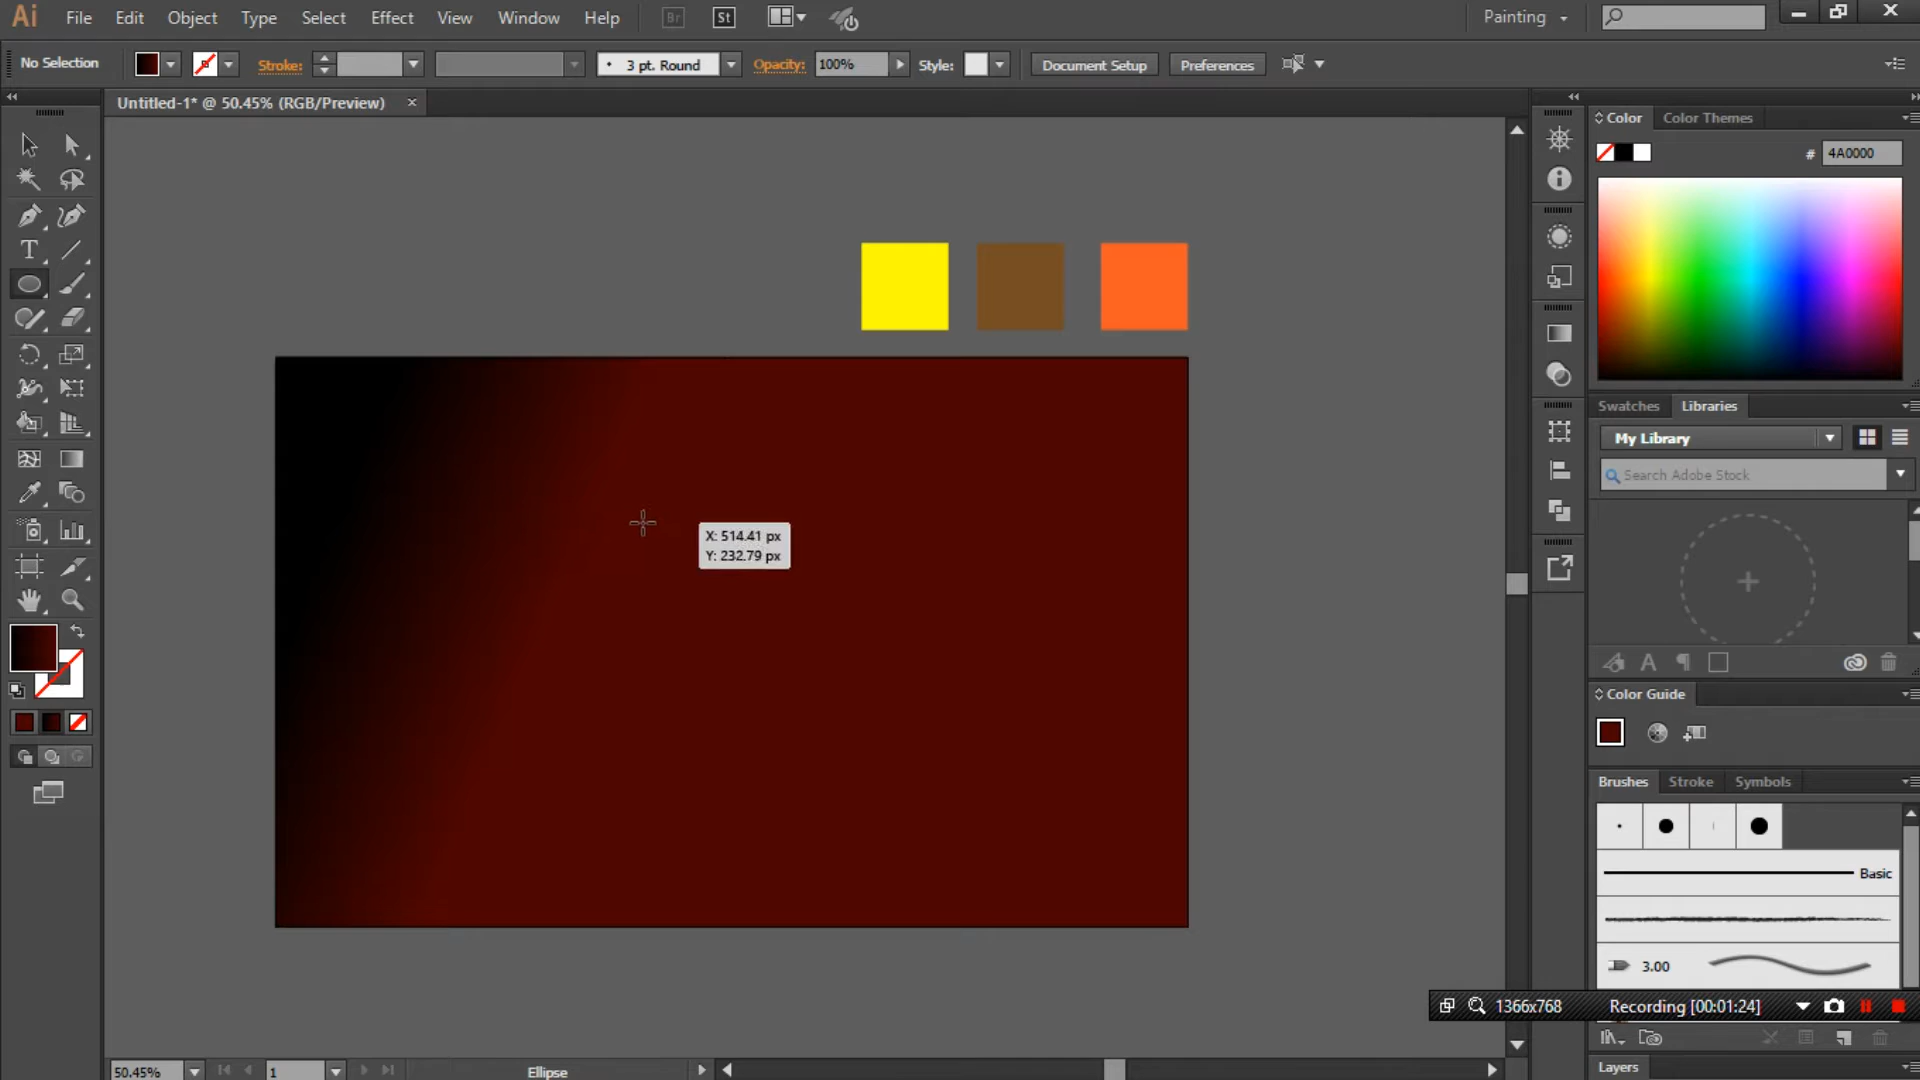 Ai File Edit Object Type Select Effect View Window Help Br St Painting
No Selection Stroke: 3 pt. Round Opacity: 100% Style: Document Setup Preferences
Untitled-1* @ 50.45% (RGB/Preview) ×
Color Color Themes
# 4A0000
Swatches Libraries
My Library
Search Adobe Stock
X: 514.41 px
Y: 232.79 px
Color Guide
Brushes Stroke Symbols
Basic
3.00
1366x768 Recording [00:01:24]
Layers
50.45% 1 Ellipse